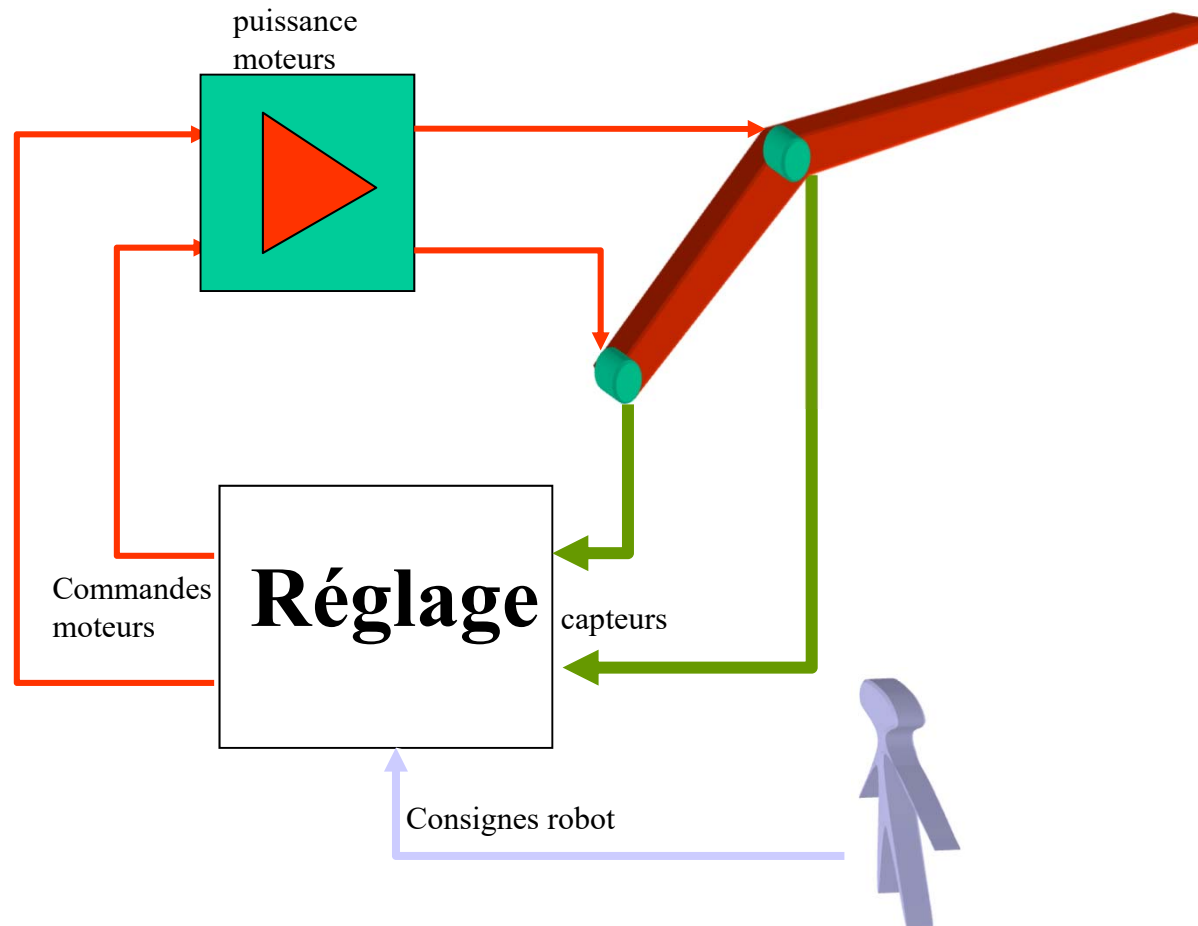 puissance
moteurs
Commandes
moteurs
Réglage
capteurs
Consignes robot